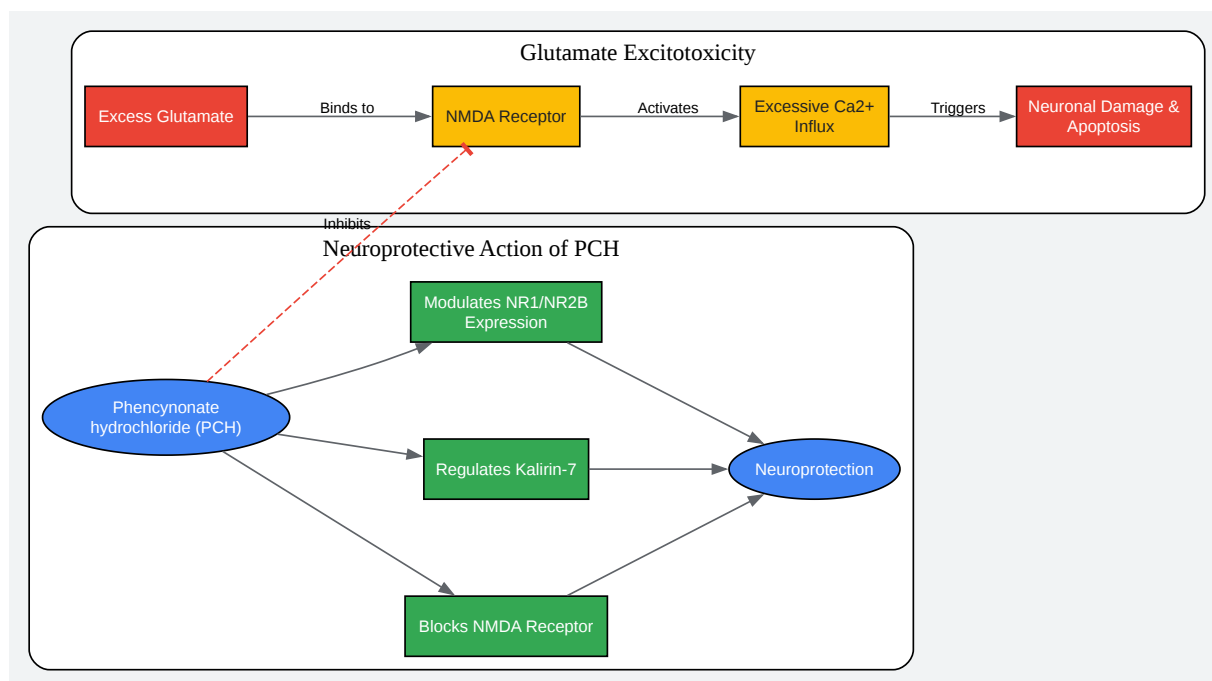 Glutamate Excitotoxicity
Excess Glutamate
Binds to
NMDA Receptor
Activates
Excessive Ca2+
Influx
Triggers
Neuronal Damage &
Apoptosis
Inhibits
Neuroprotective Action of PCH
Modulates NR1/NR2B
Expression
Phencynonate
hydrochloride (PCH)
Regulates Kalirin-7
Neuroprotection
Blocks NMDA Receptor